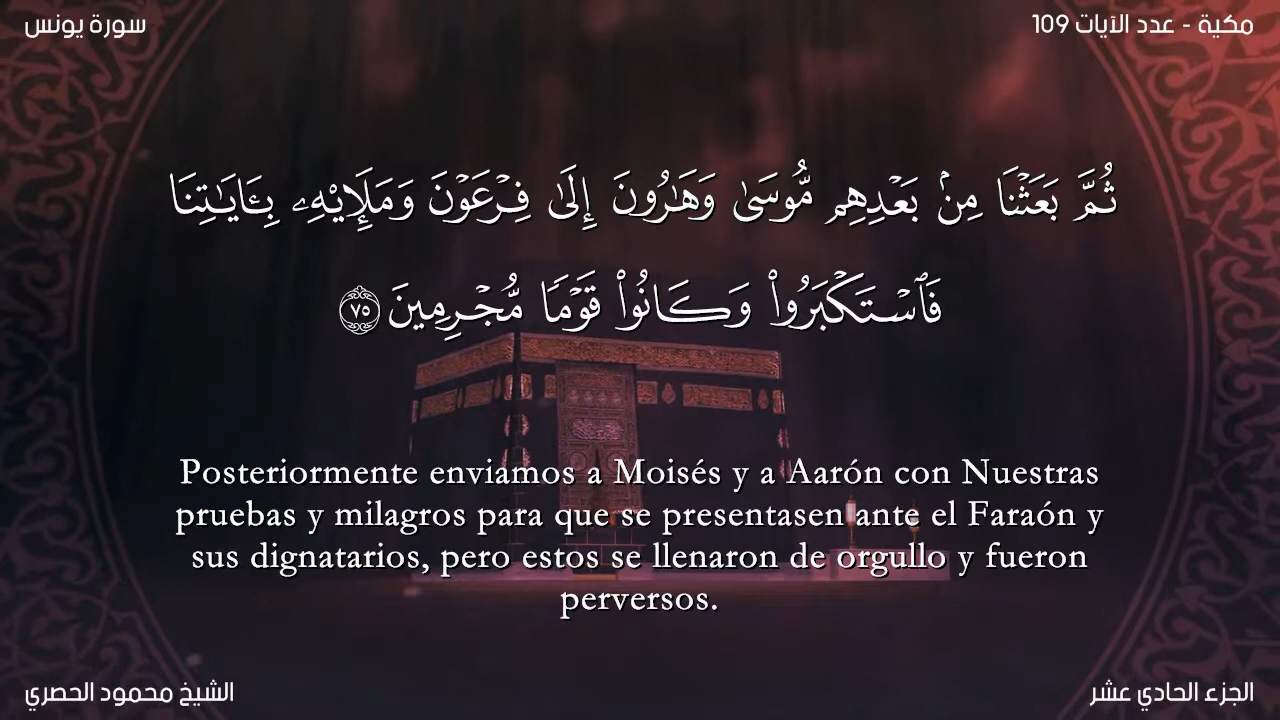 سورة يونس
مكية - عدد الآيات 109
ثُمَّ بَعَثْنَا مِنۢ بَعْدِهِم مُّوسَىٰ وَهَـٰرُونَ إِلَىٰ فِرْعَوْنَ وَمَلَإِي۟هِۦ بِـَٔايَـٰتِنَا
فَٱسْتَكْبَرُوا۟ وَكَانُوا۟ قَوْمًا مُّجْرِمِينَ ٧٥
Posteriormente enviamos a Moisés y a Aarón con Nuestras
pruebas y milagros para que se presentasen ante el Faraón y
sus dignatarios, pero estos se llenaron de orgullo y fueron
perversos.
الشيخ محمود الحصري
الجزء الحادي عشر